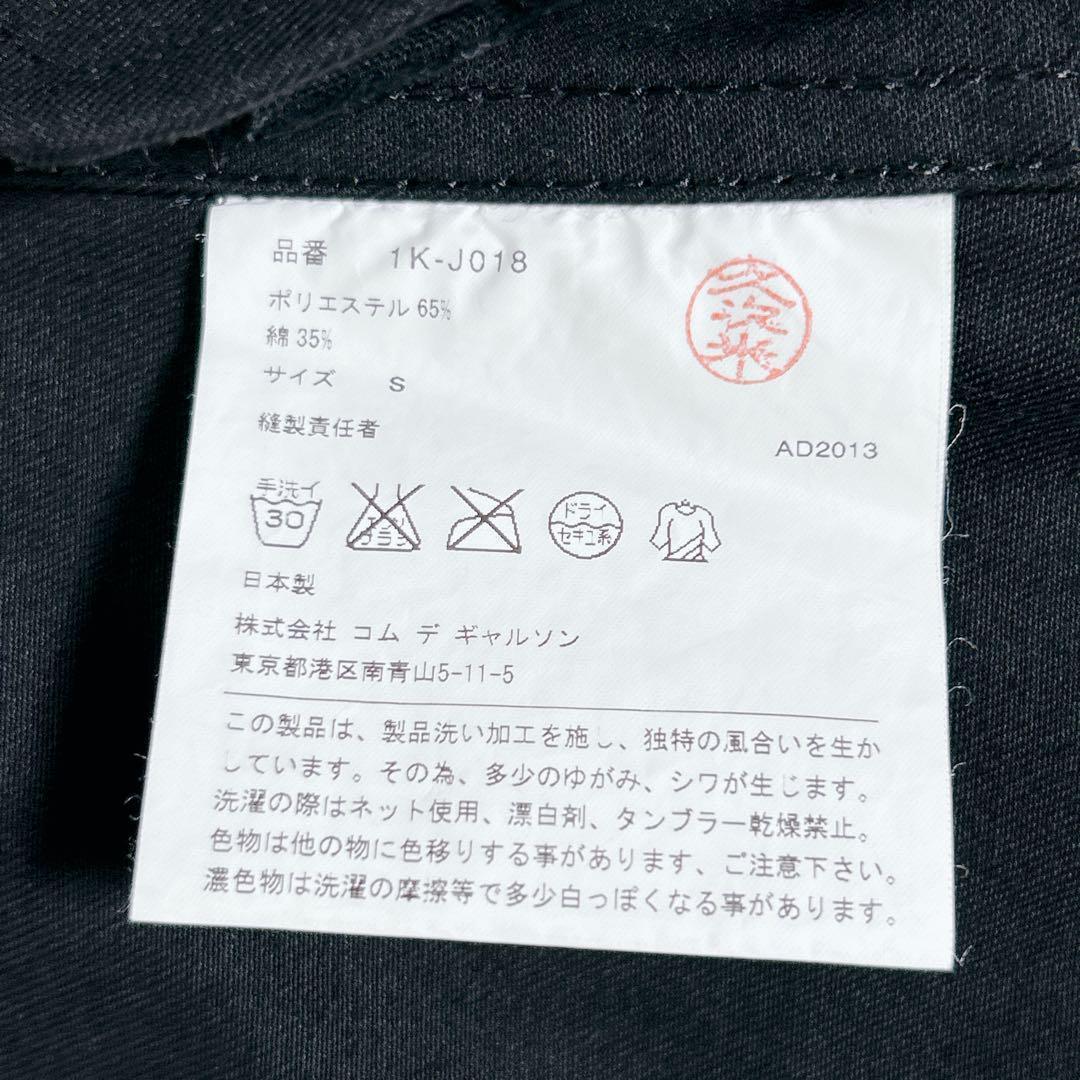 品番 1K-J018
ポリエステル 65%
綿 35%
サイズ S
縫製責任者
AD2013
手洗イ
30
ドライ
セキユ系
日本製
株式会社 コム デ ギャルソン
東京都港区南青山5-11-5
この製品は、製品洗い加工を施し、独特の風合いを生か
しています。その為、多少のゆがみ、シワが生じます。
洗濯の際はネット使用、漂白剤、タンブラー乾燥禁止。
色物は他の物に色移りする事があります、ご注意下さい。
濃色物は洗濯の摩擦等で多少白っぽくなる事があります。